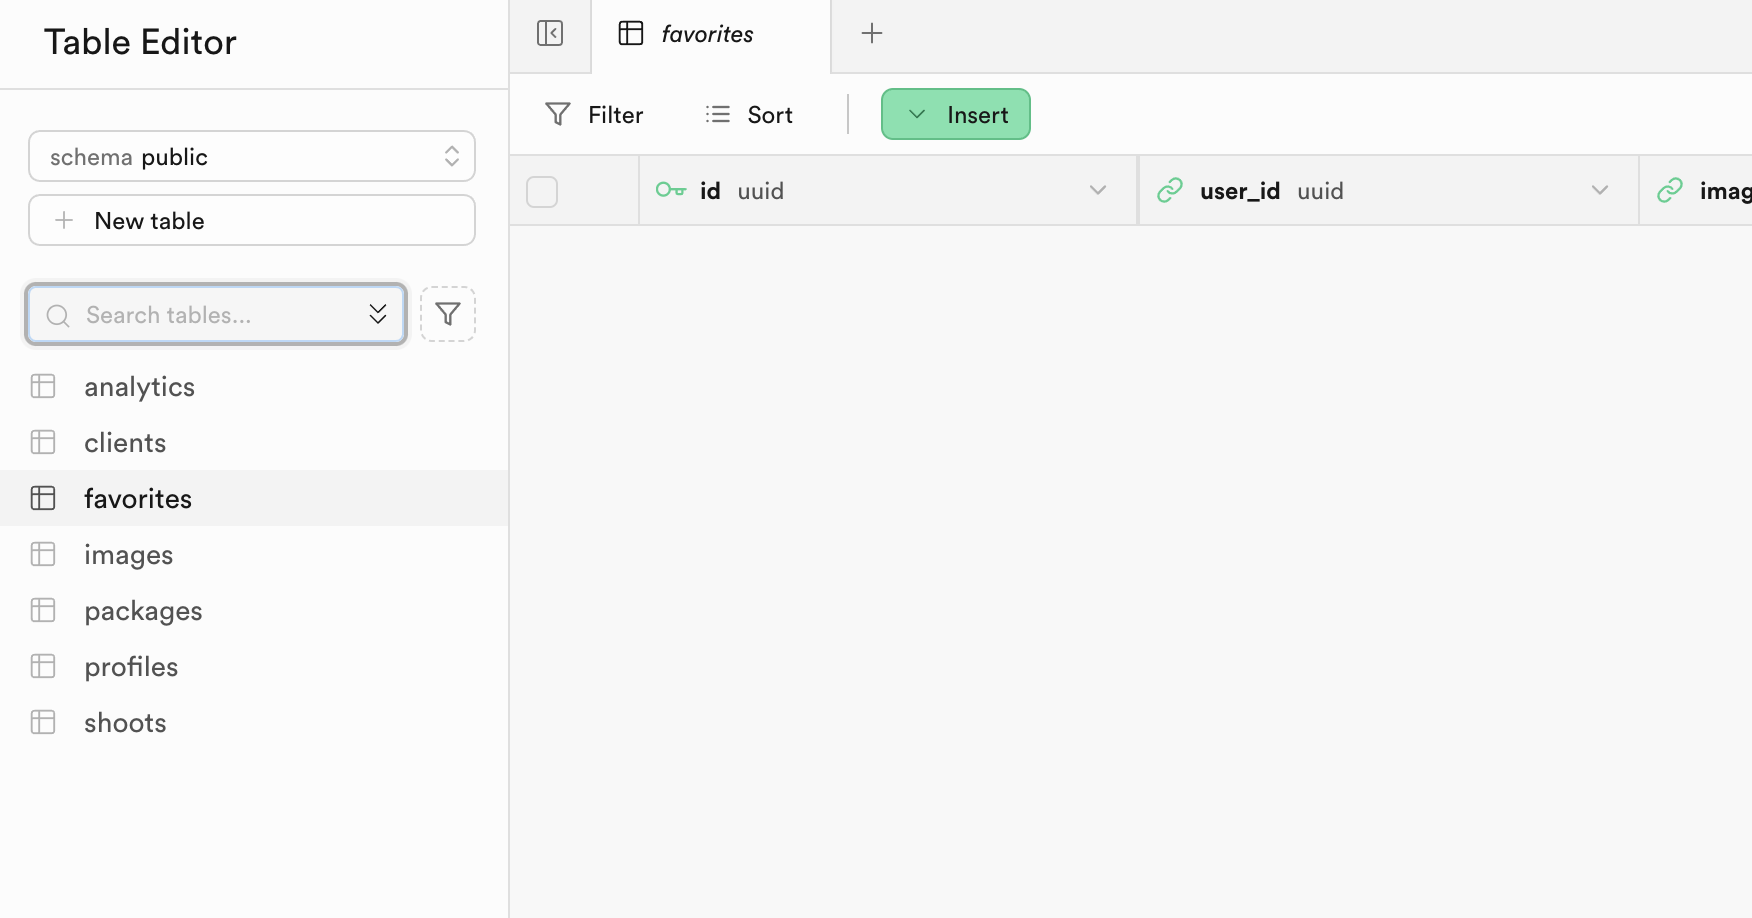 Table Editor
schema public
New table
Search tables...
analytics
clients
favorites
images
packages
profiles
shoots
favorites
Filter
Sort
Insert
id uuid
user_id uuid
imag